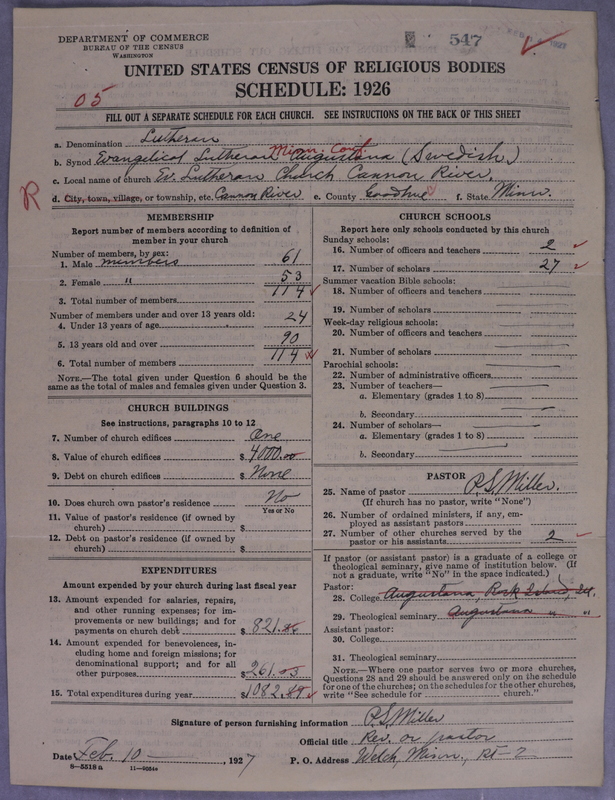 DEPARTMENT OF COMMERCE
BUREAU OF THE CENSUS
WASHINGTON
547
UNITED STATES CENSUS OF RELIGIOUS BODIES
SCHEDULE: 1926
05
FILL OUT A SEPARATE SCHEDULE FOR EACH CHURCH. SEE INSTRUCTIONS ON THE BACK OF THIS SHEET
a. Denomination Lutheran
b. Synod Evangelical Lutheran Minn. Conf Augustana (Swedish)
c. Local name of church Ev. Lutheran Church Cannon River,
R d. City, town, village, or township, etc. Cannon River e. County Goodhue f. State Minn.
MEMBERSHIP
Report number of members according to definition of
member in your church
Number of members, by sex:
1. Male members 61
2. Female " 53
3. Total number of members 114
Number of members under and over 13 years old:
4. Under 13 years of age 24
5. 13 years old and over 90
6. Total number of members 114
NOTE.—The total given under Question 6 should be the
same as the total of males and females given under Question 3.
CHURCH BUILDINGS
See instructions, paragraphs 10 to 12
7. Number of church edifices One
8. Value of church edifices $ 4000.00
9. Debt on church edifices $ None
10. Does church own pastor's residence No
Yes or No
11. Value of pastor's residence (if owned by
church) $
12. Debt on pastor's residence (if owned by
church) $
EXPENDITURES
Amount expended by your church during last fiscal year
13. Amount expended for salaries, repairs,
and other running expenses; for im-
provements or new buildings; and for
payments on church debt $ 821.84
14. Amount expended for benevolences, in-
cluding home and foreign missions; for
denominational support; and for all
other purposes $ 261.05
15. Total expenditures during year $ 1082.89
CHURCH SCHOOLS
Report here only schools conducted by this church
Sunday schools:
16. Number of officers and teachers 2
17. Number of scholars 27
Summer vacation Bible schools:
18. Number of officers and teachers
19. Number of scholars
Week-day religious schools:
20. Number of officers and teachers
21. Number of scholars
Parochial schools:
22. Number of administrative officers
23. Number of teachers—
a. Elementary (grades 1 to 8)
b. Secondary
24. Number of scholars—
a. Elementary (grades 1 to 8)
b. Secondary
PASTOR
25. Name of pastor P.S. Miller.
(If church has no pastor, write "None")
26. Number of ordained ministers, if any, em-
ployed as assistant pastors
27. Number of other churches served by the
pastor or his assistants 2
If pastor (or assistant pastor) is a graduate of a college or
theological seminary, give name of institution below. (If
not a graduate, write "No" in the space indicated.)
Pastor:
28. College Augustana, Rock Island, Ill.
29. Theological seminary Augustana " "
Assistant pastor:
30. College
31. Theological seminary
NOTE.—Where one pastor serves two or more churches,
Questions 28 and 29 should be answered only on the schedule
for one of the churches; on the schedules for the other churches,
write "See schedule for church."
Signature of person furnishing information P.S. Miller
Official title Rev. or pastor
Date Feb. 10 , 1927 P. O. Address Welch, Minn., Rt-2
8-5518 a